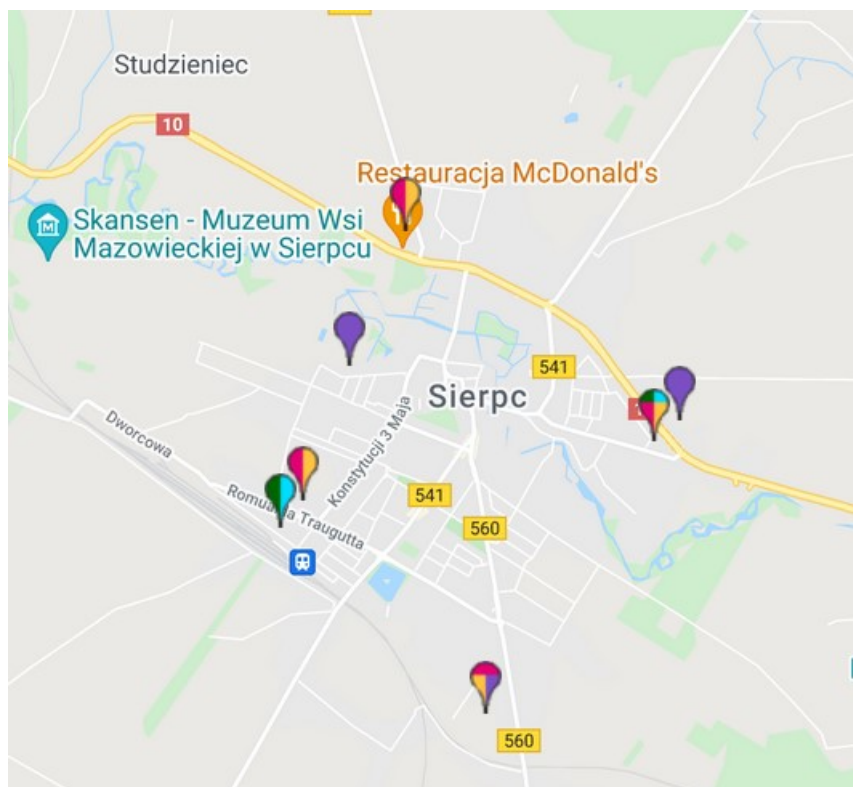 Studzieniec
10
Restauracja McDonald's
Skansen - Muzeum Wsi
Mazowieckiej w Sierpcu
541
Sierpc
Dworcowa
Konstytucji 3 Maja
541
Traugutta
560
560